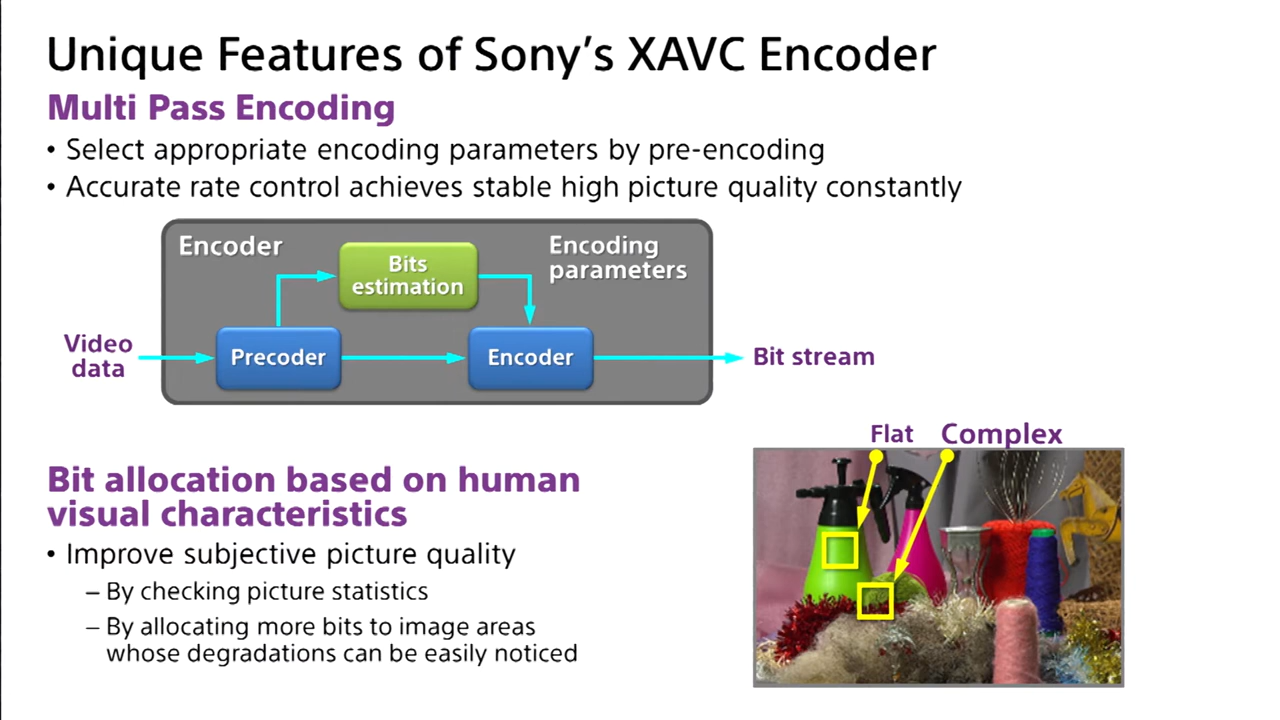 Unique Features of Sony's XAVC Encoder
Multi Pass Encoding
• Select appropriate encoding parameters by pre-encoding
• Accurate rate control achieves stable high picture quality constantly
Encoder
Bits
estimation
Encoding
parameters
Video
data
Precoder
Encoder
Bit stream
Flat
Complex
Bit allocation based on human
visual characteristics
• Improve subjective picture quality
– By checking picture statistics
– By allocating more bits to image areas
whose degradations can be easily noticed